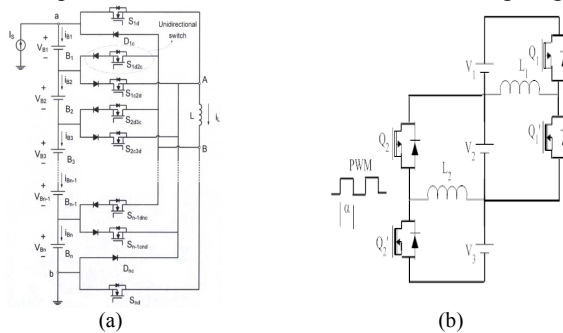 a
S1d
Unidirectional
switch
IS
iB1
VB1
D1c
B1
S1d2c
iB2
S1c2d
A
VB2
B2
S2d3c
L
iL
iB3
S2c3d
VB3
B3
B
iBn-1
VBn-1
Bn-1
Sn-1dnc
iBn
Sn-1cnd
VBn
Bn
Dnc
b
Snd
(a)
V1
L1
Q1
Q1'
Q2
V2
PWM
L2
|α|
Q2'
V3
(b)